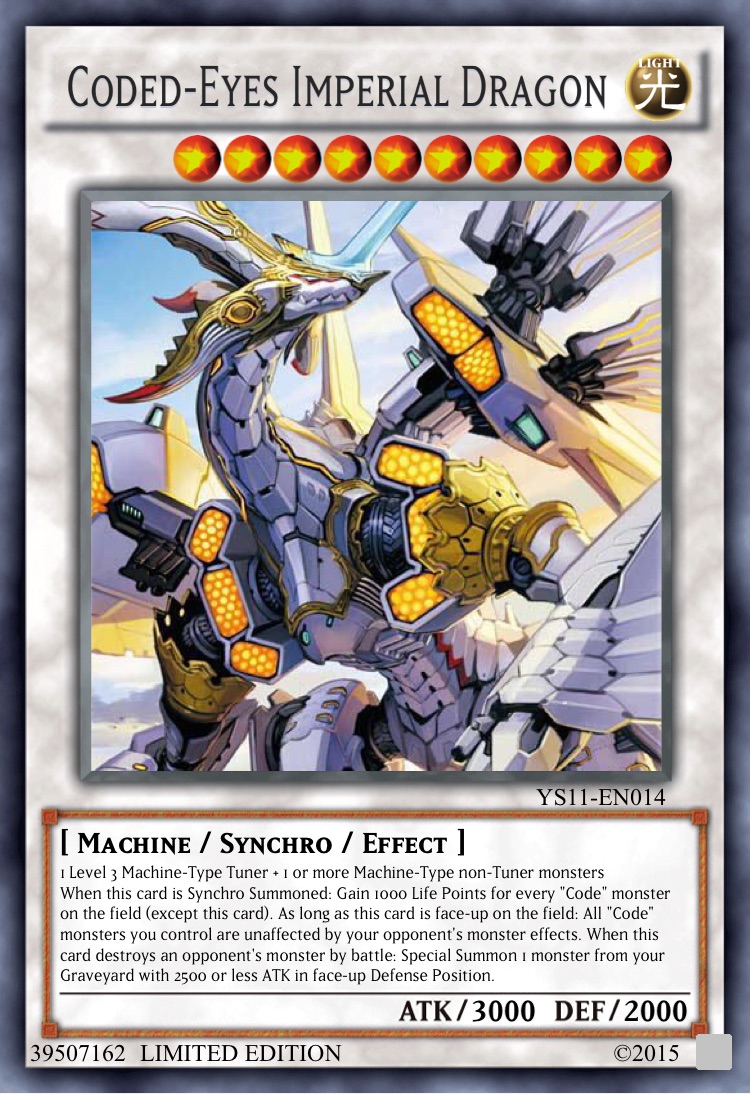 Coded-Eyes Imperial Dragon
LIGHT
光
YS11-EN014
[ Machine / Synchro / Effect ]
1 Level 3 Machine-Type Tuner + 1 or more Machine-Type non-Tuner monsters
When this card is Synchro Summoned: Gain 1000 Life Points for every "Code" monster
on the field (except this card). As long as this card is face-up on the field: All "Code"
monsters you control are unaffected by your opponent's monster effects. When this
card destroys an opponent's monster by battle: Special Summon 1 monster from your
Graveyard with 2500 or less ATK in face-up Defense Position.
ATK/3000 DEF/2000
39507162 LIMITED EDITION ©2015